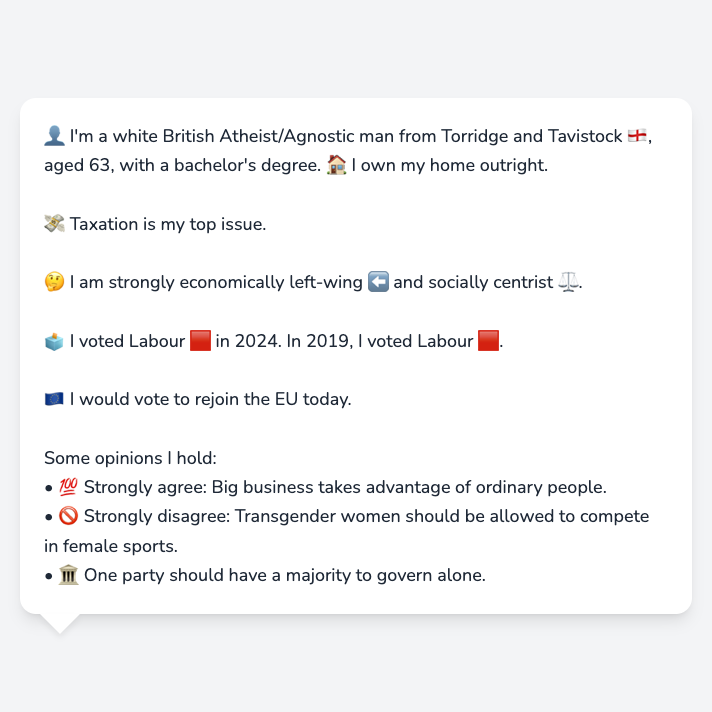 👤 I'm a white British Atheist/Agnostic man from Torridge and Tavistock 🏴󠁧󠁢󠁥󠁮󠁧󠁿,
aged 63, with a bachelor's degree. 🏠 I own my home outright.
💸 Taxation is my top issue.
🤔 I am strongly economically left-wing ⬅️ and socially centrist ⚖️.
🗳️ I voted Labour 🟥 in 2024. In 2019, I voted Labour 🟥.
🇪🇺 I would vote to rejoin the EU today.
Some opinions I hold:
• 💯 Strongly agree: Big business takes advantage of ordinary people.
• 🚫 Strongly disagree: Transgender women should be allowed to compete
in female sports.
• 🏛️ One party should have a majority to govern alone.